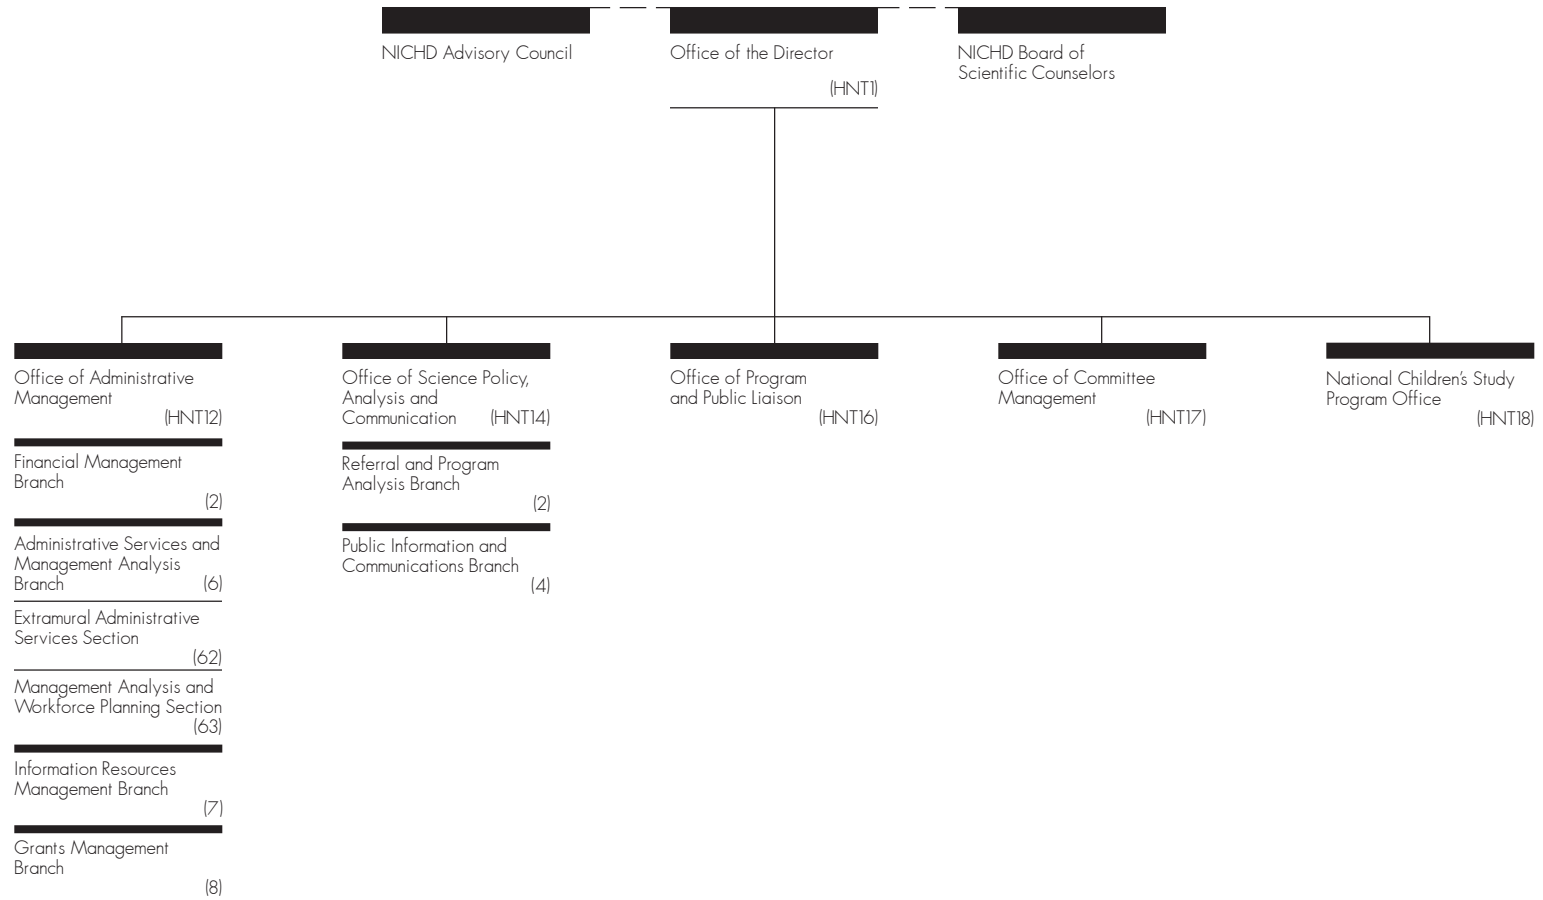 NICHD Advisory Council
Office of the Director
(HNT1)
NICHD Board of
Scientific Counselors
Office of Administrative
Management
(HNT12)
Financial Management
Branch
(2)
Administrative Services and
Management Analysis
Branch (6)
Extramural Administrative
Services Section
(62)
Management Analysis and
Workforce Planning Section
(63)
Information Resources
Management Branch
(7)
Grants Management
Branch
(8)
Office of Science Policy,
Analysis and
Communication (HNT14)
Referral and Program
Analysis Branch
(2)
Public Information and
Communications Branch
(4)
Office of Program
and Public Liaison
(HNT16)
Office of Committee
Management
(HNT17)
National Children's Study
Program Office
(HNT18)